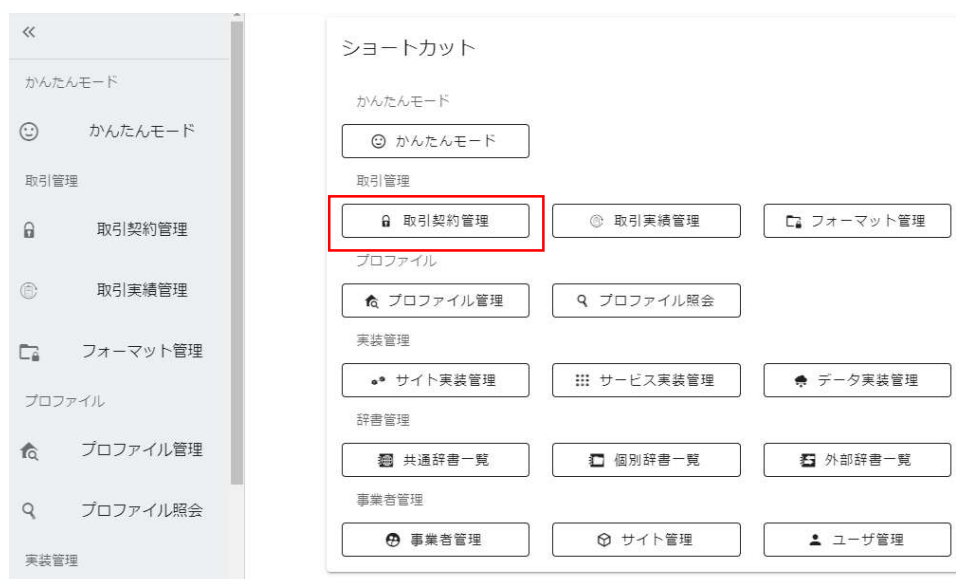 «
かんたんモード
かんたんモード
取引管理
取引契約管理
取引実績管理
フォーマット管理
プロファイル
プロファイル管理
プロファイル照会
実装管理
ショートカット
かんたんモード
かんたんモード
取引管理
取引契約管理 取引実績管理 フォーマット管理
プロファイル
プロファイル管理 プロファイル照会
実装管理
サイト実装管理 サービス実装管理 データ実装管理
辞書管理
共通辞書一覧 個別辞書一覧 外部辞書一覧
事業者管理
事業者管理 サイト管理 ユーザ管理